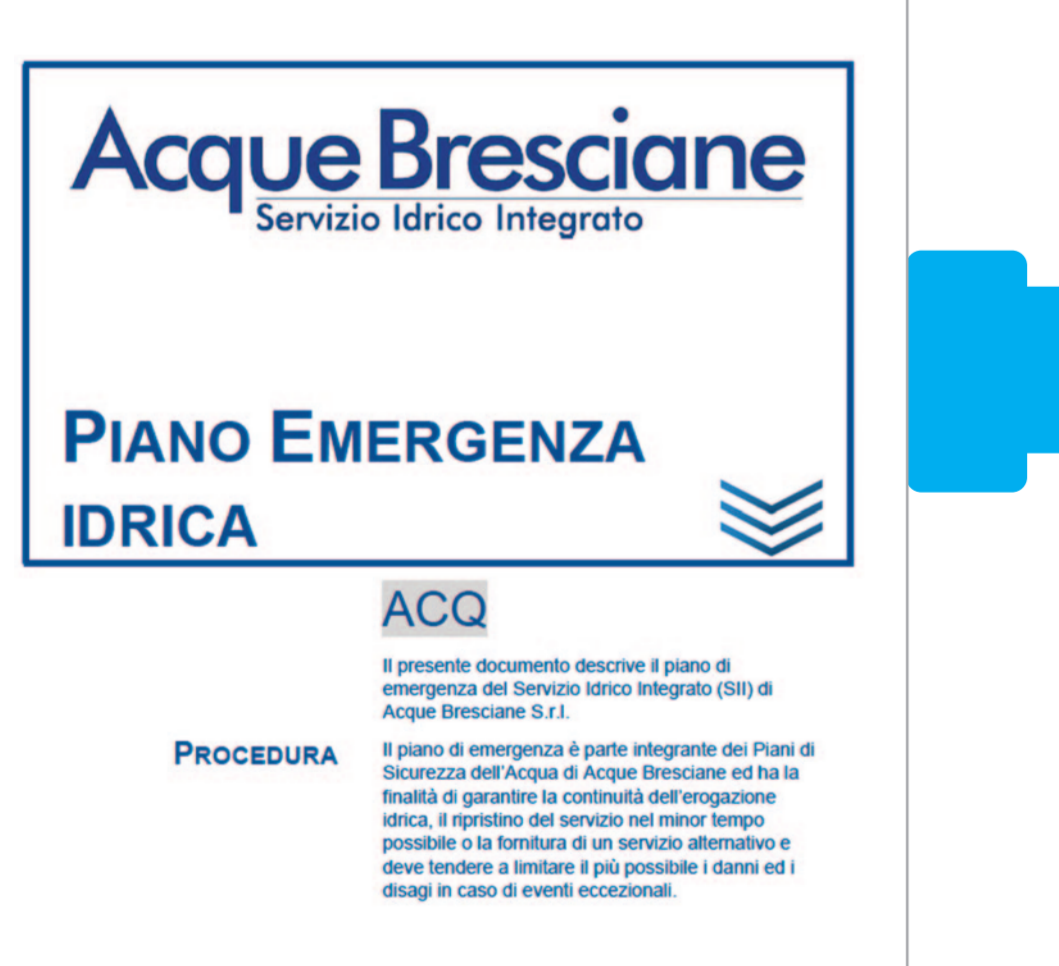 Acque Bresciane
Servizio Idrico Integrato
PIANO EMERGENZA
IDRICA
ACQ
Il presente documento descrive il piano di
emergenza del Servizio Idrico Integrato (SII) di
Acque Bresciane S.r.l.
PROCEDURA
Il piano di emergenza è parte integrante dei Piani di
Sicurezza dell'Acqua di Acque Bresciane ed ha la
finalità di garantire la continuità dell'erogazione
idrica, il ripristino del servizio nel minor tempo
possibile o la fornitura di un servizio alternativo e
deve tendere a limitare il più possibile i danni ed i
disagi in caso di eventi eccezionali.